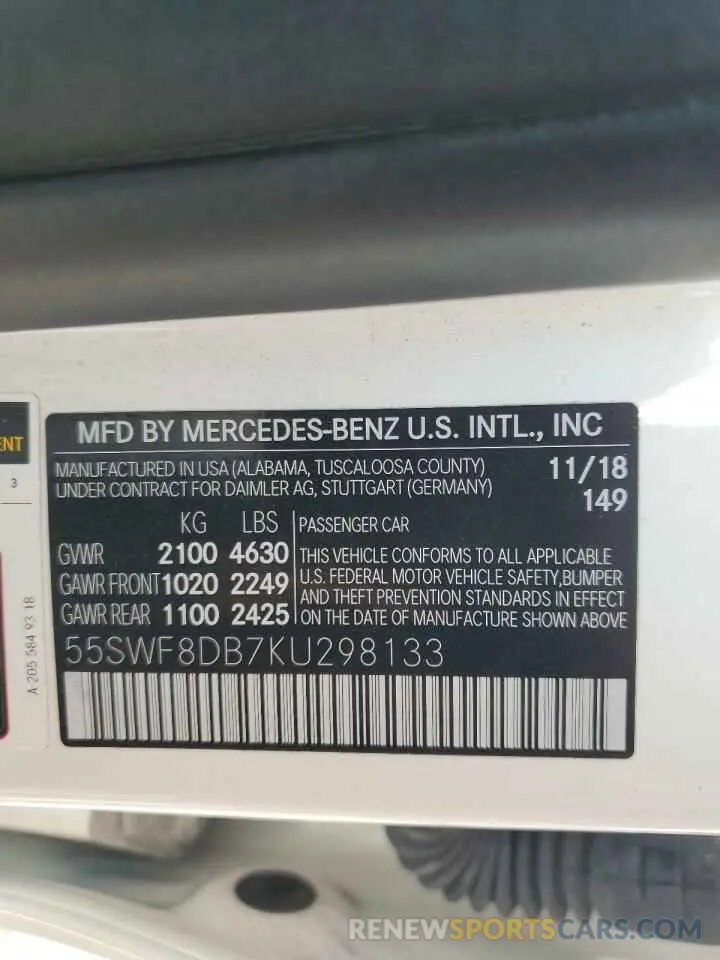 MFD BY MERCEDES-BENZ U.S. INTL., INC
MANUFACTURED IN USA (ALABAMA, TUSCALOOSA COUNTY) 11/18
UNDER CONTRACT FOR DAIMLER AG, STUTTGART (GERMANY) 149
KG LBS PASSENGER CAR
GVWR 2100 4630
GAWR FRONT 1020 2249
GAWR REAR 1100 2425
THIS VEHICLE CONFORMS TO ALL APPLICABLE
U.S. FEDERAL MOTOR VEHICLE SAFETY,BUMPER
AND THEFT PREVENTION STANDARDS IN EFFECT
ON THE DATE OF MANUFACTURE SHOWN ABOVE
55SWF8DB7KU298133
3
A 205 584 93 18
RENEWSPORTSCARS.COM